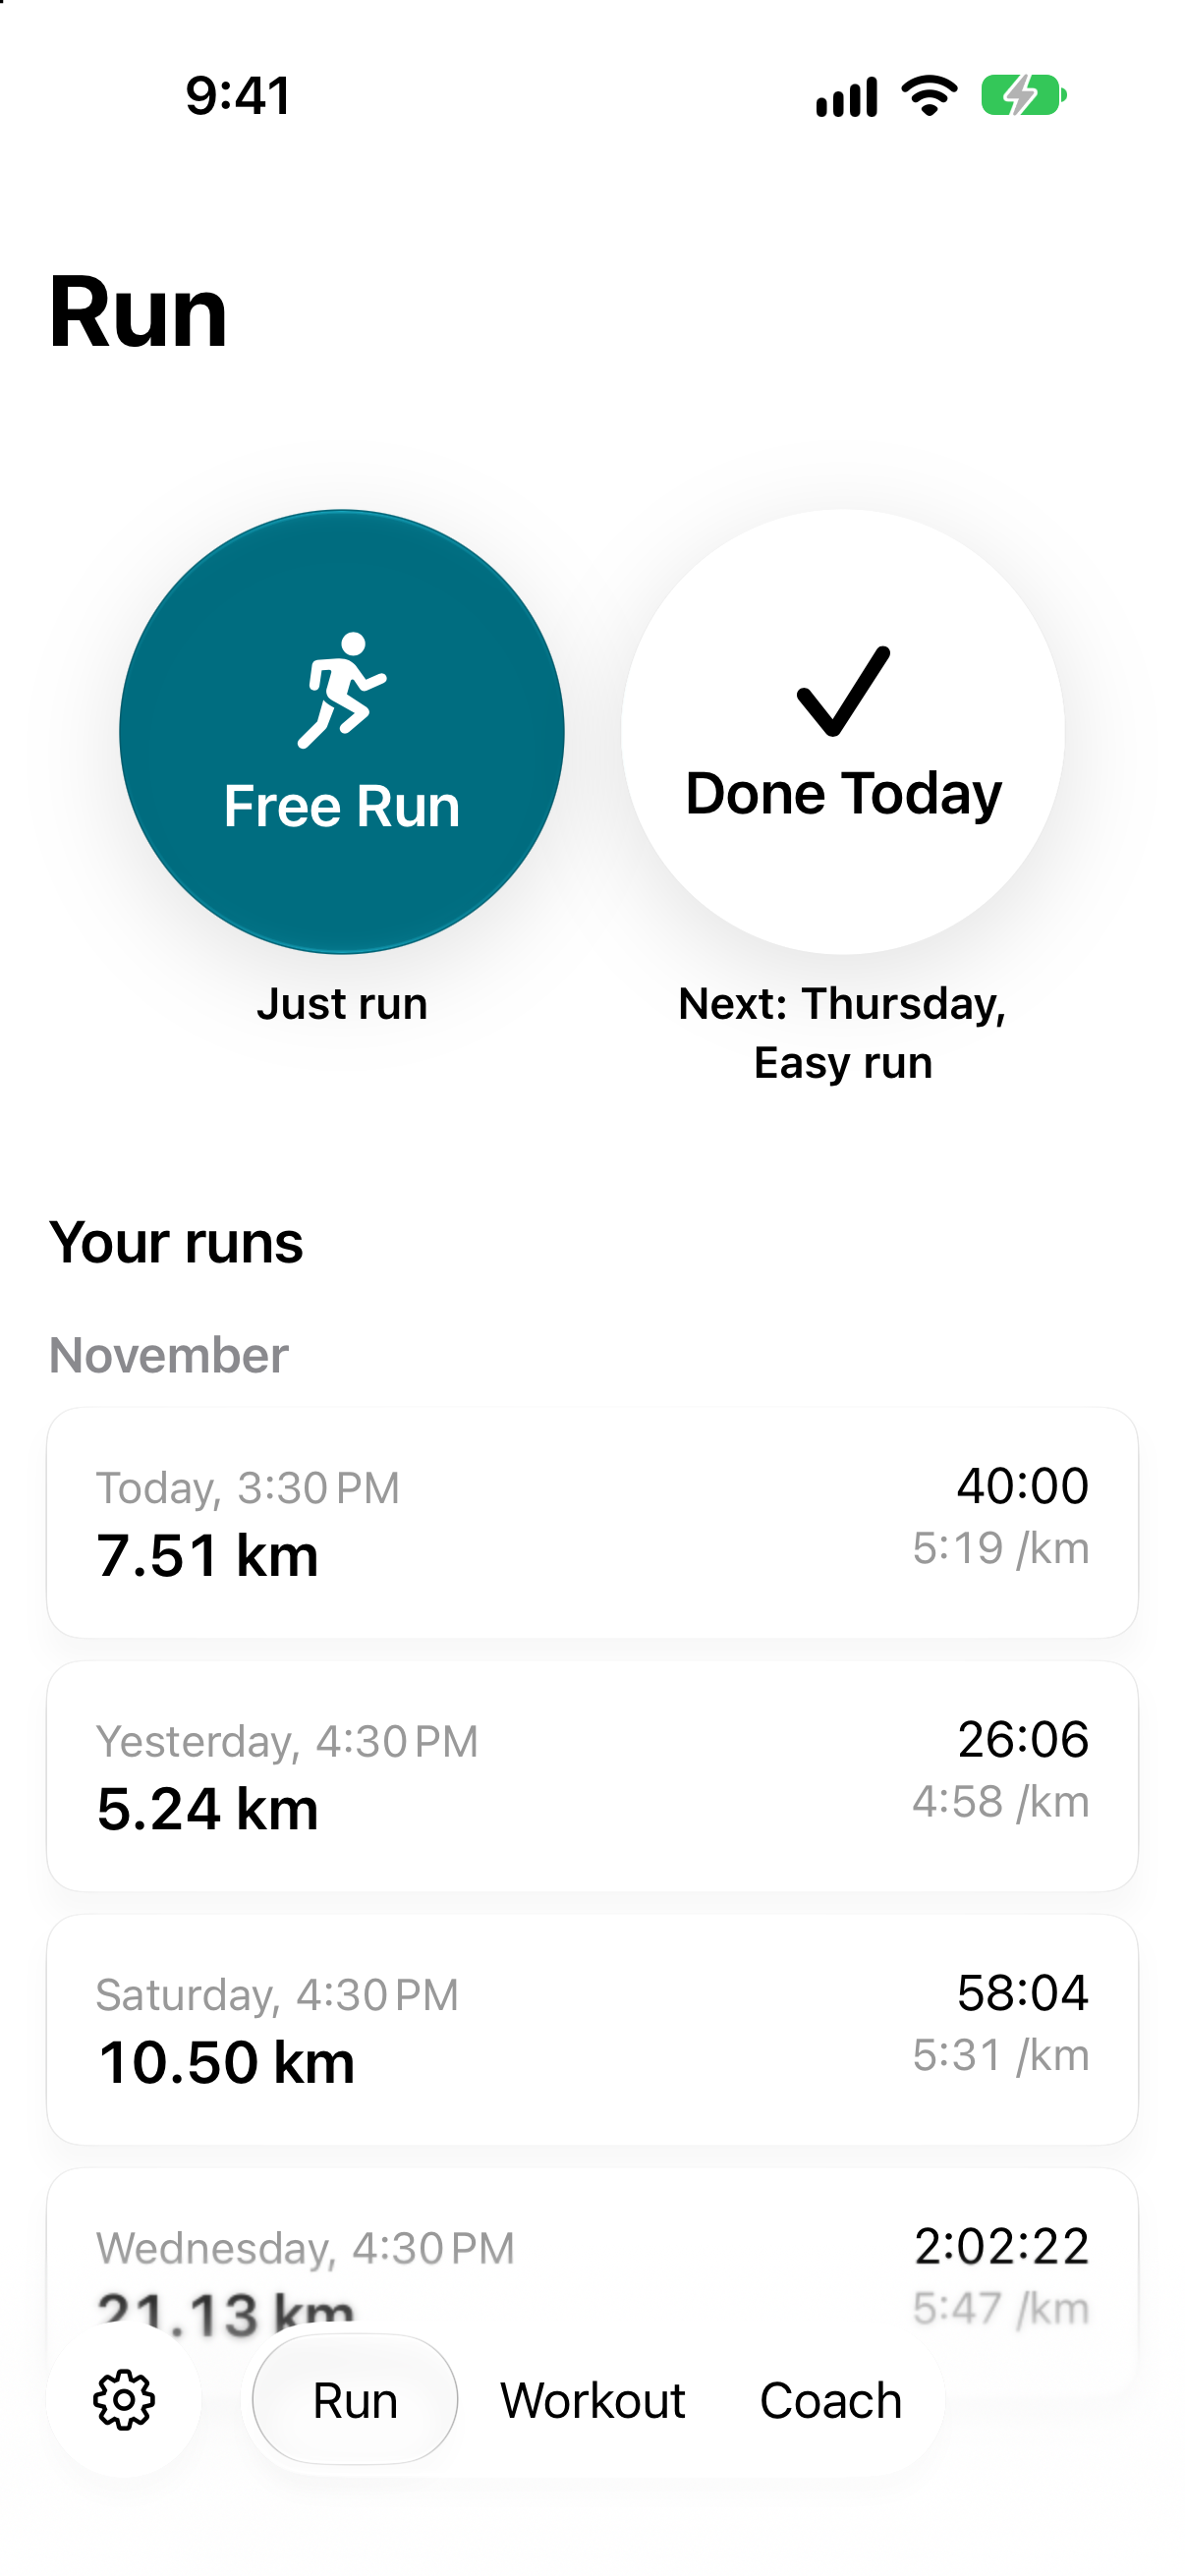 9:41
Run
Free Run
Done Today
Just run
Next: Thursday,
Easy run
Your runs
November
Today, 3:30 PM
40:00
7.51 km
5:19 /km
Yesterday, 4:30 PM
26:06
5.24 km
4:58 /km
Saturday, 4:30 PM
58:04
10.50 km
5:31 /km
Wednesday, 4:30 PM
2:02:22
21.13 km
5:47 /km
Run
Workout
Coach